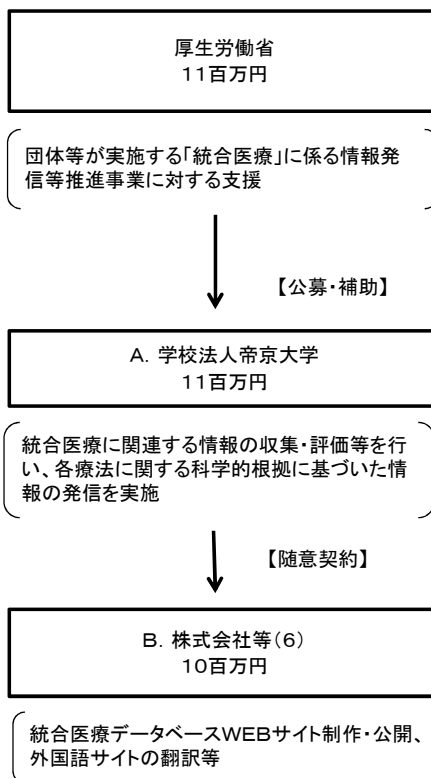 厚生労働省
11百万円
団体等が実施する「統合医療」に係る情報発
信等推進事業に対する支援
【公募・補助】
A. 学校法人帝京大学
11百万円
統合医療に関連する情報の収集・評価等を行
い、各療法に関する科学的根拠に基づいた情
報の発信を実施
【随意契約】
B. 株式会社等(6)
10百万円
統合医療データベースWEBサイト制作・公開、
外国語サイトの翻訳等